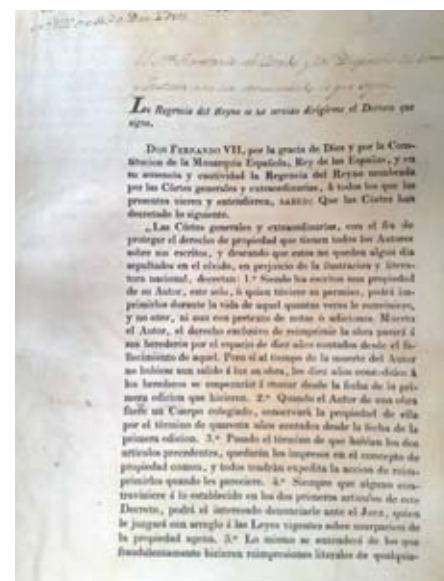 La Regencia del Reyno se ha servido dirigirme el Decreto que
sigue.
DON FERNANDO VII, por la gracia de Dios y por la Cons-
titucion de la Monarquia Española, Rey de las Españas, y en
su ausencia y cautividad la Regencia del Reyno nombrada
por las Córtes generales y extraordinarias, á todos los que las
presentes vieren y entendieren, SABED: Que las Córtes han
decretado lo siguiente.
„Las Córtes generales y extraordinarias, con el fin de
proteger el derecho de propiedad que tienen todos los Autores
sobre sus escritos, y deseando que estos no queden algun dia
sepultados en el olvido, en perjuicio de la ilustracion y litera-
tura nacional, decretan: 1.º Siendo los escritos una propiedad
de su Autor, este solo, ó quien tuviere su permiso, podrá im-
primirlos durante la vida de aquel quantas veces le conviniere,
y no otro, ni aun con pretexto de notas ó adiciones. Muerto
el Autor, el derecho exclusivo de reimprimir la obra pasará á
sus herederos por el espacio de diez años contados desde el fa-
llecimiento de aquel. Pero si al tiempo de la muerte del Autor
no hubiese aun salido á luz su obra, los diez años concedidos á
los herederos se empezarán á contar desde la fecha de la pri-
mera edicion que hicieren. 2.º Quando el Autor de una obra
fuese un Cuerpo colegiado, conservará la propiedad de ella
por el término de quarenta años contados desde la fecha de la
primera edicion. 3.º Pasado el término de que hablan los dos
artículos precedentes, quedarán los impresos en el concepto de
propiedad comun, y todos tendrán expedita la accion de reim-
primirlos quando les pareciere. 4.º Siempre que alguno con-
traviniere á lo establecido en los dos primeros artículos de este
Decreto, podrá el interesado denunciarle ante el Juez, quien
le juzgará con arreglo á las Leyes vigentes sobre usurpacion de
la propiedad agena. 5.º Lo mismo se entenderá de los que
fraudulentamente hicieren reimpresiones literales de qualquie-